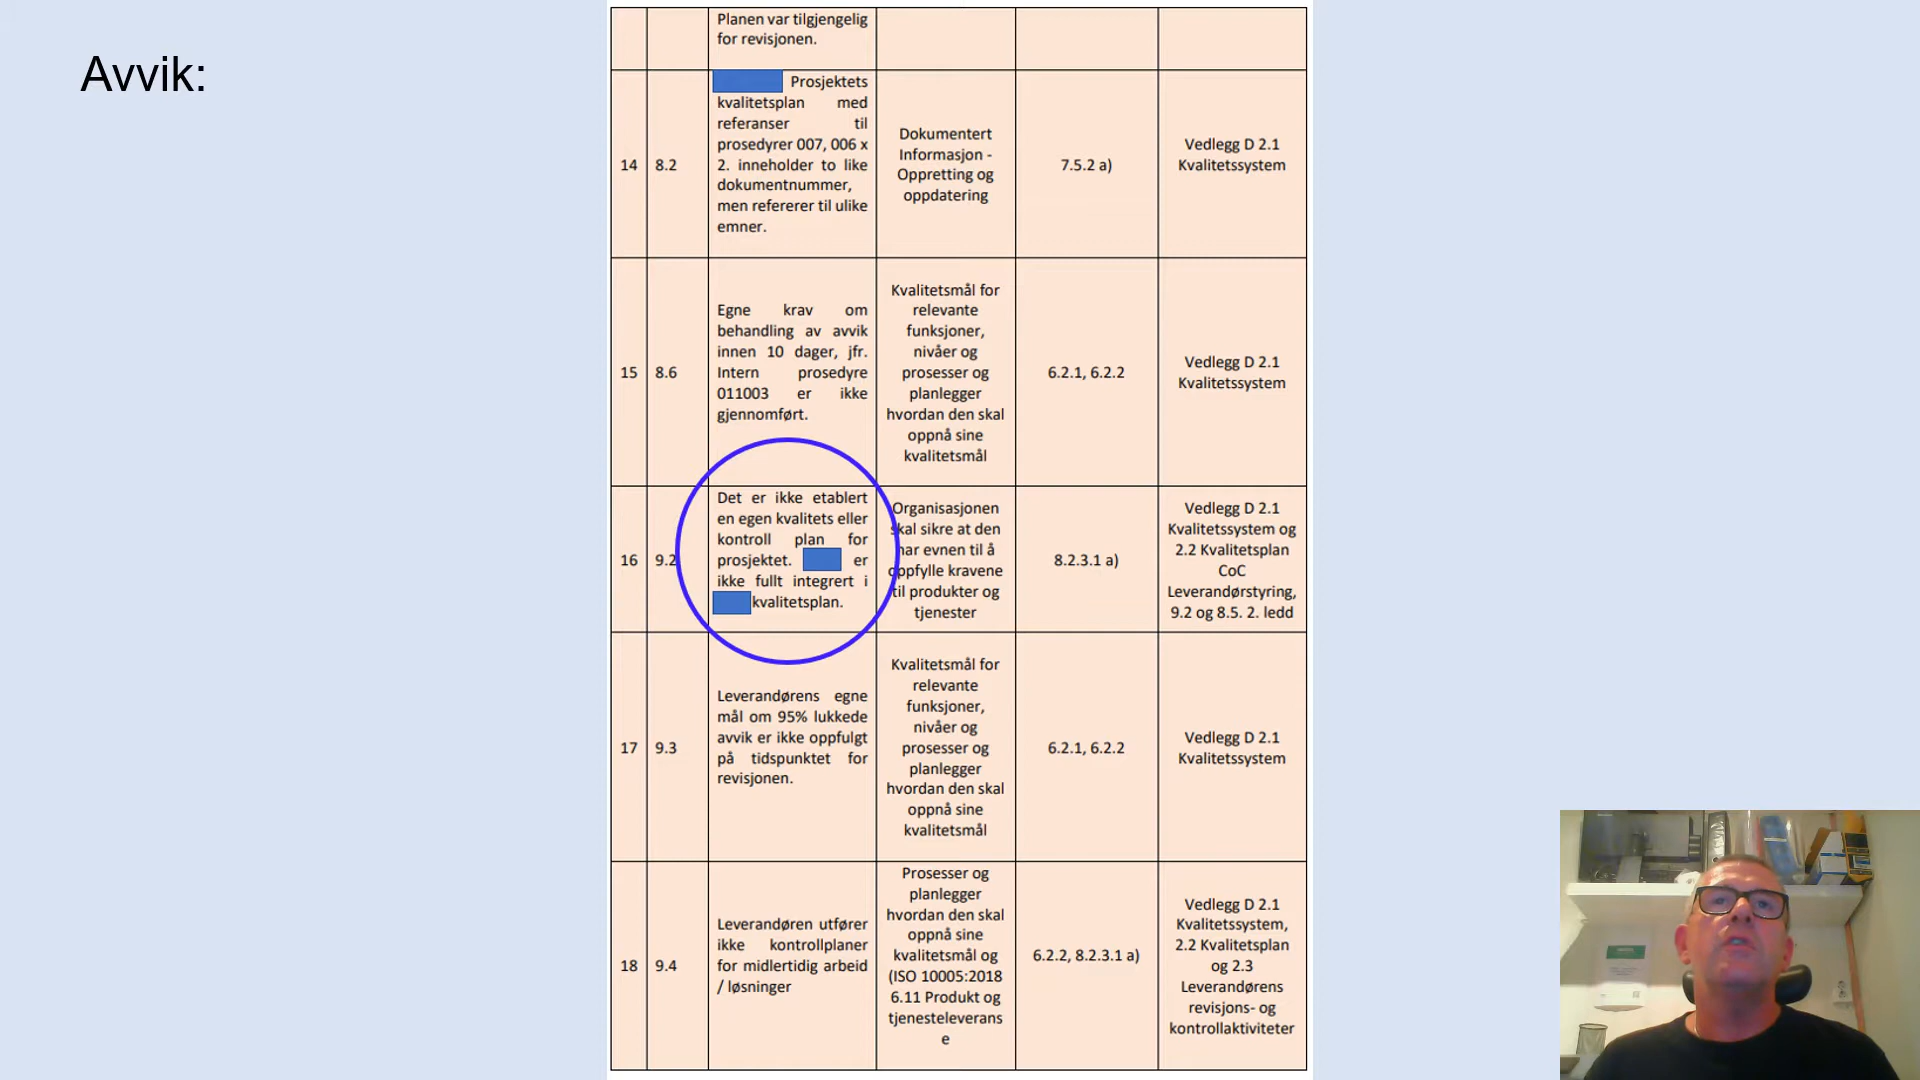 Avvik:
Planen var tilgjengelig
for revisjonen.
14
8.2
Prosjektets
kvalitetsplan med
referanser til
prosedyrer 007, 006 x
2. inneholder to like
dokumentnummer,
men refererer til ulike
emner.
Dokumentert
Informasjon -
Oppretting og
oppdatering
7.5.2 a)
Vedlegg D 2.1
Kvalitetssystem
15
8.6
Egne krav om
behandling av avvik
innen 10 dager, jfr.
Intern prosedyre
011003 er ikke
gjennomført.
Kvalitetsmål for
relevante
funksjoner,
nivåer og
prosesser og
planlegger
hvordan den skal
oppnå sine
kvalitetsmål
6.2.1, 6.2.2
Vedlegg D 2.1
Kvalitetssystem
16
9.2
Det er ikke etablert
en egen kvalitets eller
kontroll plan for
prosjektet. er
ikke fullt integrert i
kvalitetsplan.
Organisasjonen
skal sikre at den
har evnen til å
oppfylle kravene
til produkter og
tjenester
8.2.3.1 a)
Vedlegg D 2.1
Kvalitetssystem og
2.2 Kvalitetsplan
CoC
Leverandørstyring,
9.2 og 8.5. 2. ledd
17
9.3
Leverandørens egne
mål om 95% lukkede
avvik er ikke oppfulgt
på tidspunktet for
revisjonen.
Kvalitetsmål for
relevante
funksjoner,
nivåer og
prosesser og
planlegger
hvordan den skal
oppnå sine
kvalitetsmål
6.2.1, 6.2.2
Vedlegg D 2.1
Kvalitetssystem
18
9.4
Leverandøren utfører
ikke kontrollplaner
for midlertidig arbeid
/ løsninger
Prosesser og
planlegger
hvordan den skal
oppnå sine
kvalitetsmål og
(ISO 10005:2018
6.11 Produkt og
tjenesteleverans
e
6.2.2, 8.2.3.1 a)
Vedlegg D 2.1
Kvalitetssystem,
2.2 Kvalitetsplan
og 2.3
Leverandørens
revisjons- og
kontrollaktiviteter